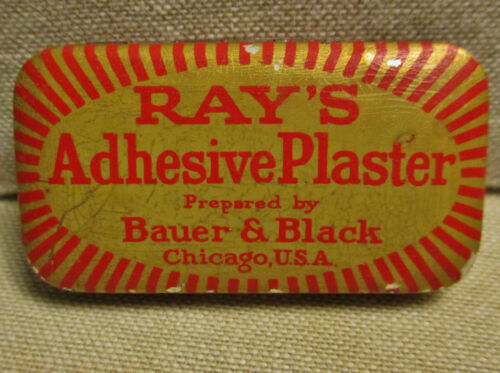 RAY'S
Adhesive Plaster
Prepared by
Bauer & Black
Chicago, U.S.A.